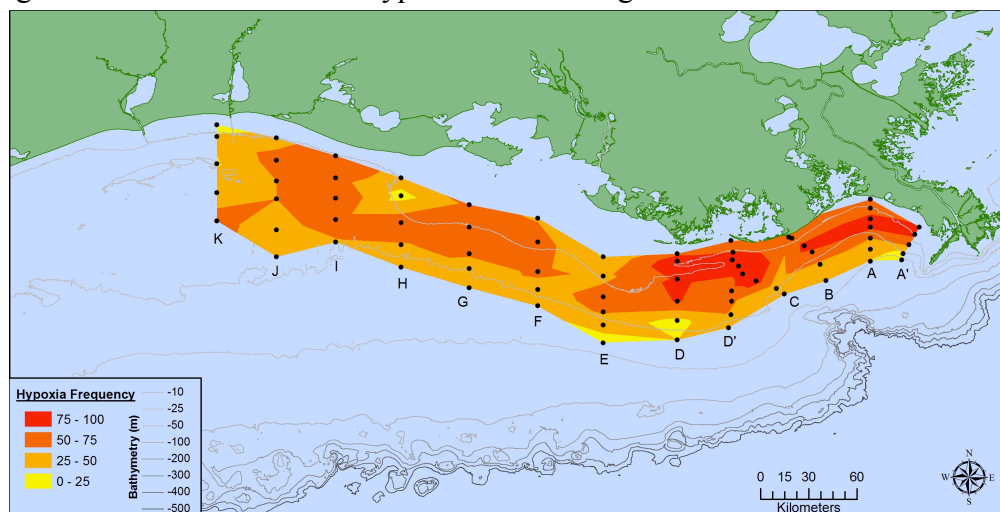 K
J
I
H
G
F
E
D
D'
C
B
A
A'
Hypoxia Frequency
75 - 100
50 - 75
25 - 50
0 - 25
Bathymetry (m)
-10
-25
-50
-100
-200
-300
-400
-500
0 15 30 60
Kilometers
N
W
E
S